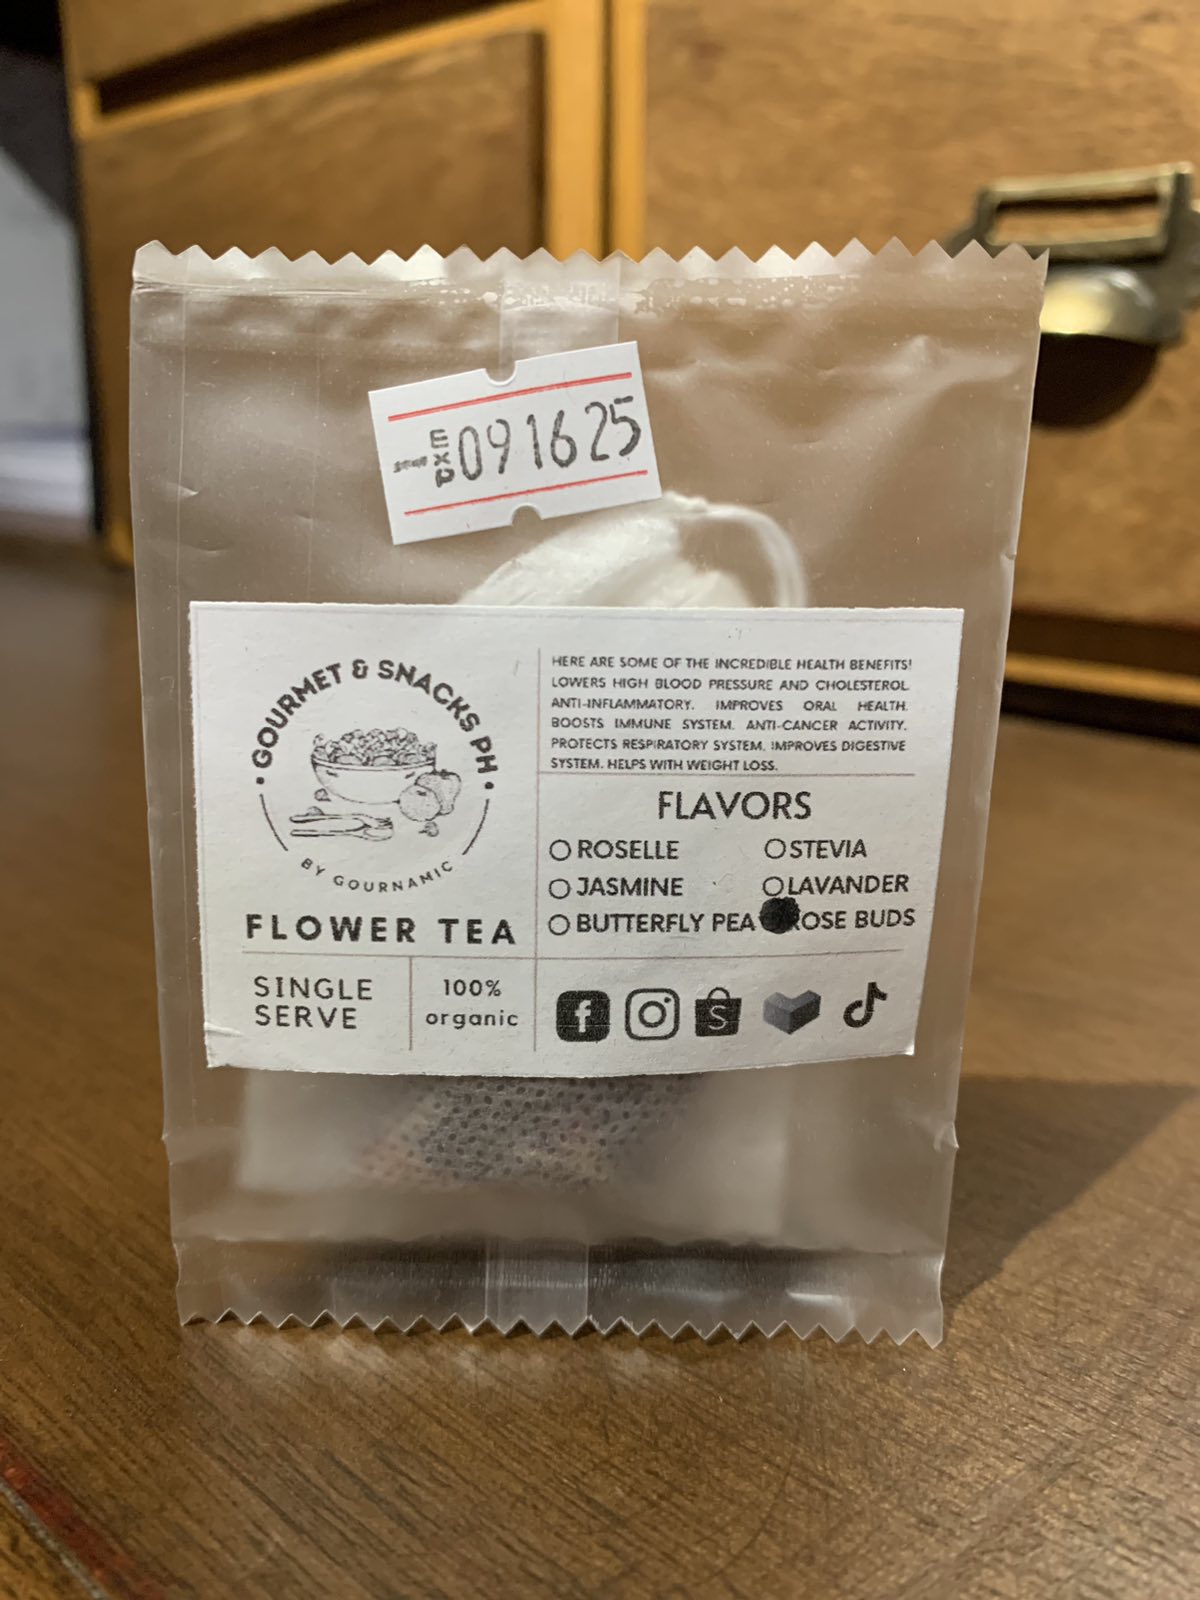 EXP 091625
GOURMET & SNACKS PH
BY GOURNAMIC
FLOWER TEA
SINGLE
SERVE
100%
organic
HERE ARE SOME OF THE INCREDIBLE HEALTH BENEFITS!
LOWERS HIGH BLOOD PRESSURE AND CHOLESTEROL.
ANTI-INFLAMMATORY. IMPROVES ORAL HEALTH.
BOOSTS IMMUNE SYSTEM. ANTI-CANCER ACTIVITY.
PROTECTS RESPIRATORY SYSTEM. IMPROVES DIGESTIVE
SYSTEM. HELPS WITH WEIGHT LOSS.
FLAVORS
ROSELLE STEVIA
JASMINE LAVANDER
BUTTERFLY PEA ROSE BUDS